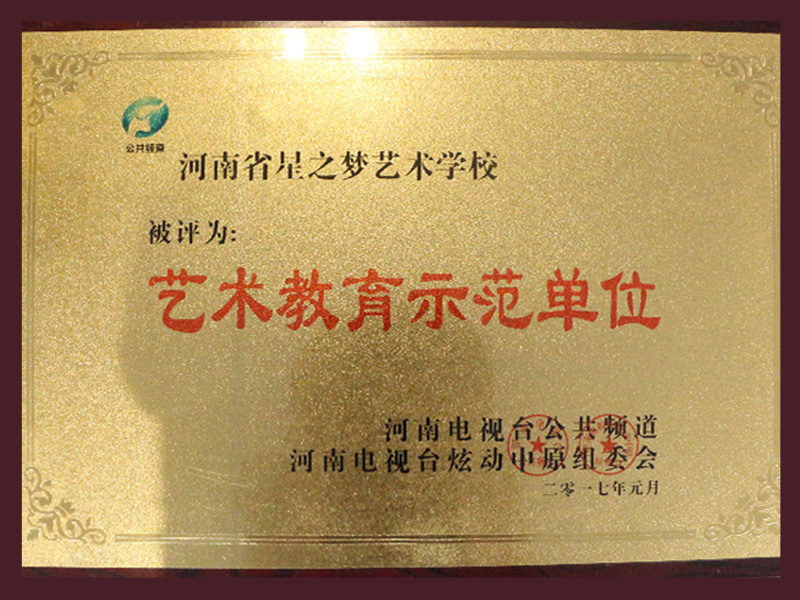 公共频道
河南省星之梦艺术学校
被评为:
艺术教育示范单位
河南电视台公共频道
河南电视台炫动中原组委会
二零一七年元月